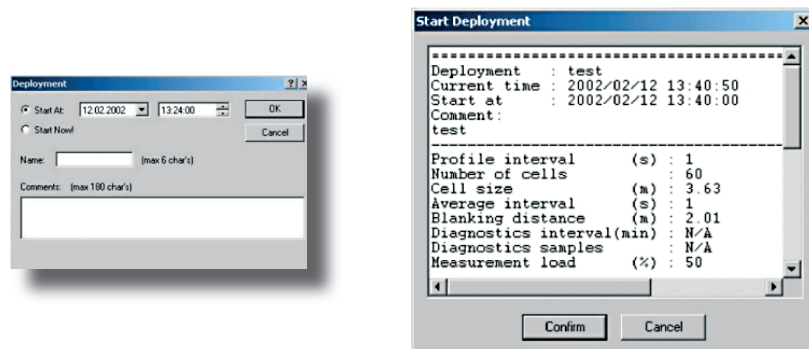 Deployment
Start At: 12.02.2002 13:24:00 OK
Start Now! Cancel
Name: (max 6 char's)
Comments: (max 180 char's)
Start Deployment
==========================================
Deployment : test
Current time : 2002/02/12 13:40:50
Start at : 2002/02/12 13:40:00
Comment:
test
------------------------------------------
Profile interval (s) : 1
Number of cells : 60
Cell size (m) : 3.63
Average interval (s) : 1
Blanking distance (m) : 2.01
Diagnostics interval(min) : N/A
Diagnostics samples : N/A
Measurement load (%) : 50
Confirm Cancel